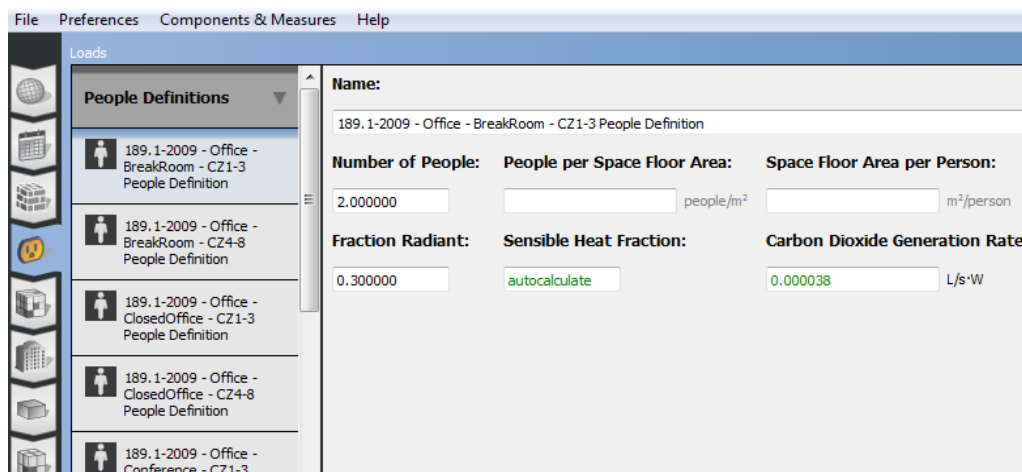 File Preferences Components & Measures Help
Loads
People Definitions
189.1-2009 - Office -
BreakRoom - CZ1-3
People Definition
189.1-2009 - Office -
BreakRoom - CZ4-8
People Definition
189.1-2009 - Office -
ClosedOffice - CZ1-3
People Definition
189.1-2009 - Office -
ClosedOffice - CZ4-8
People Definition
189.1-2009 - Office -
Conference - CZ1-3
Name:
189.1-2009 - Office - BreakRoom - CZ1-3 People Definition
Number of People: People per Space Floor Area: Space Floor Area per Person:
2.000000 people/m² m²/person
Fraction Radiant: Sensible Heat Fraction: Carbon Dioxide Generation Rate
0.300000 autocalculate 0.000038 L/s·W